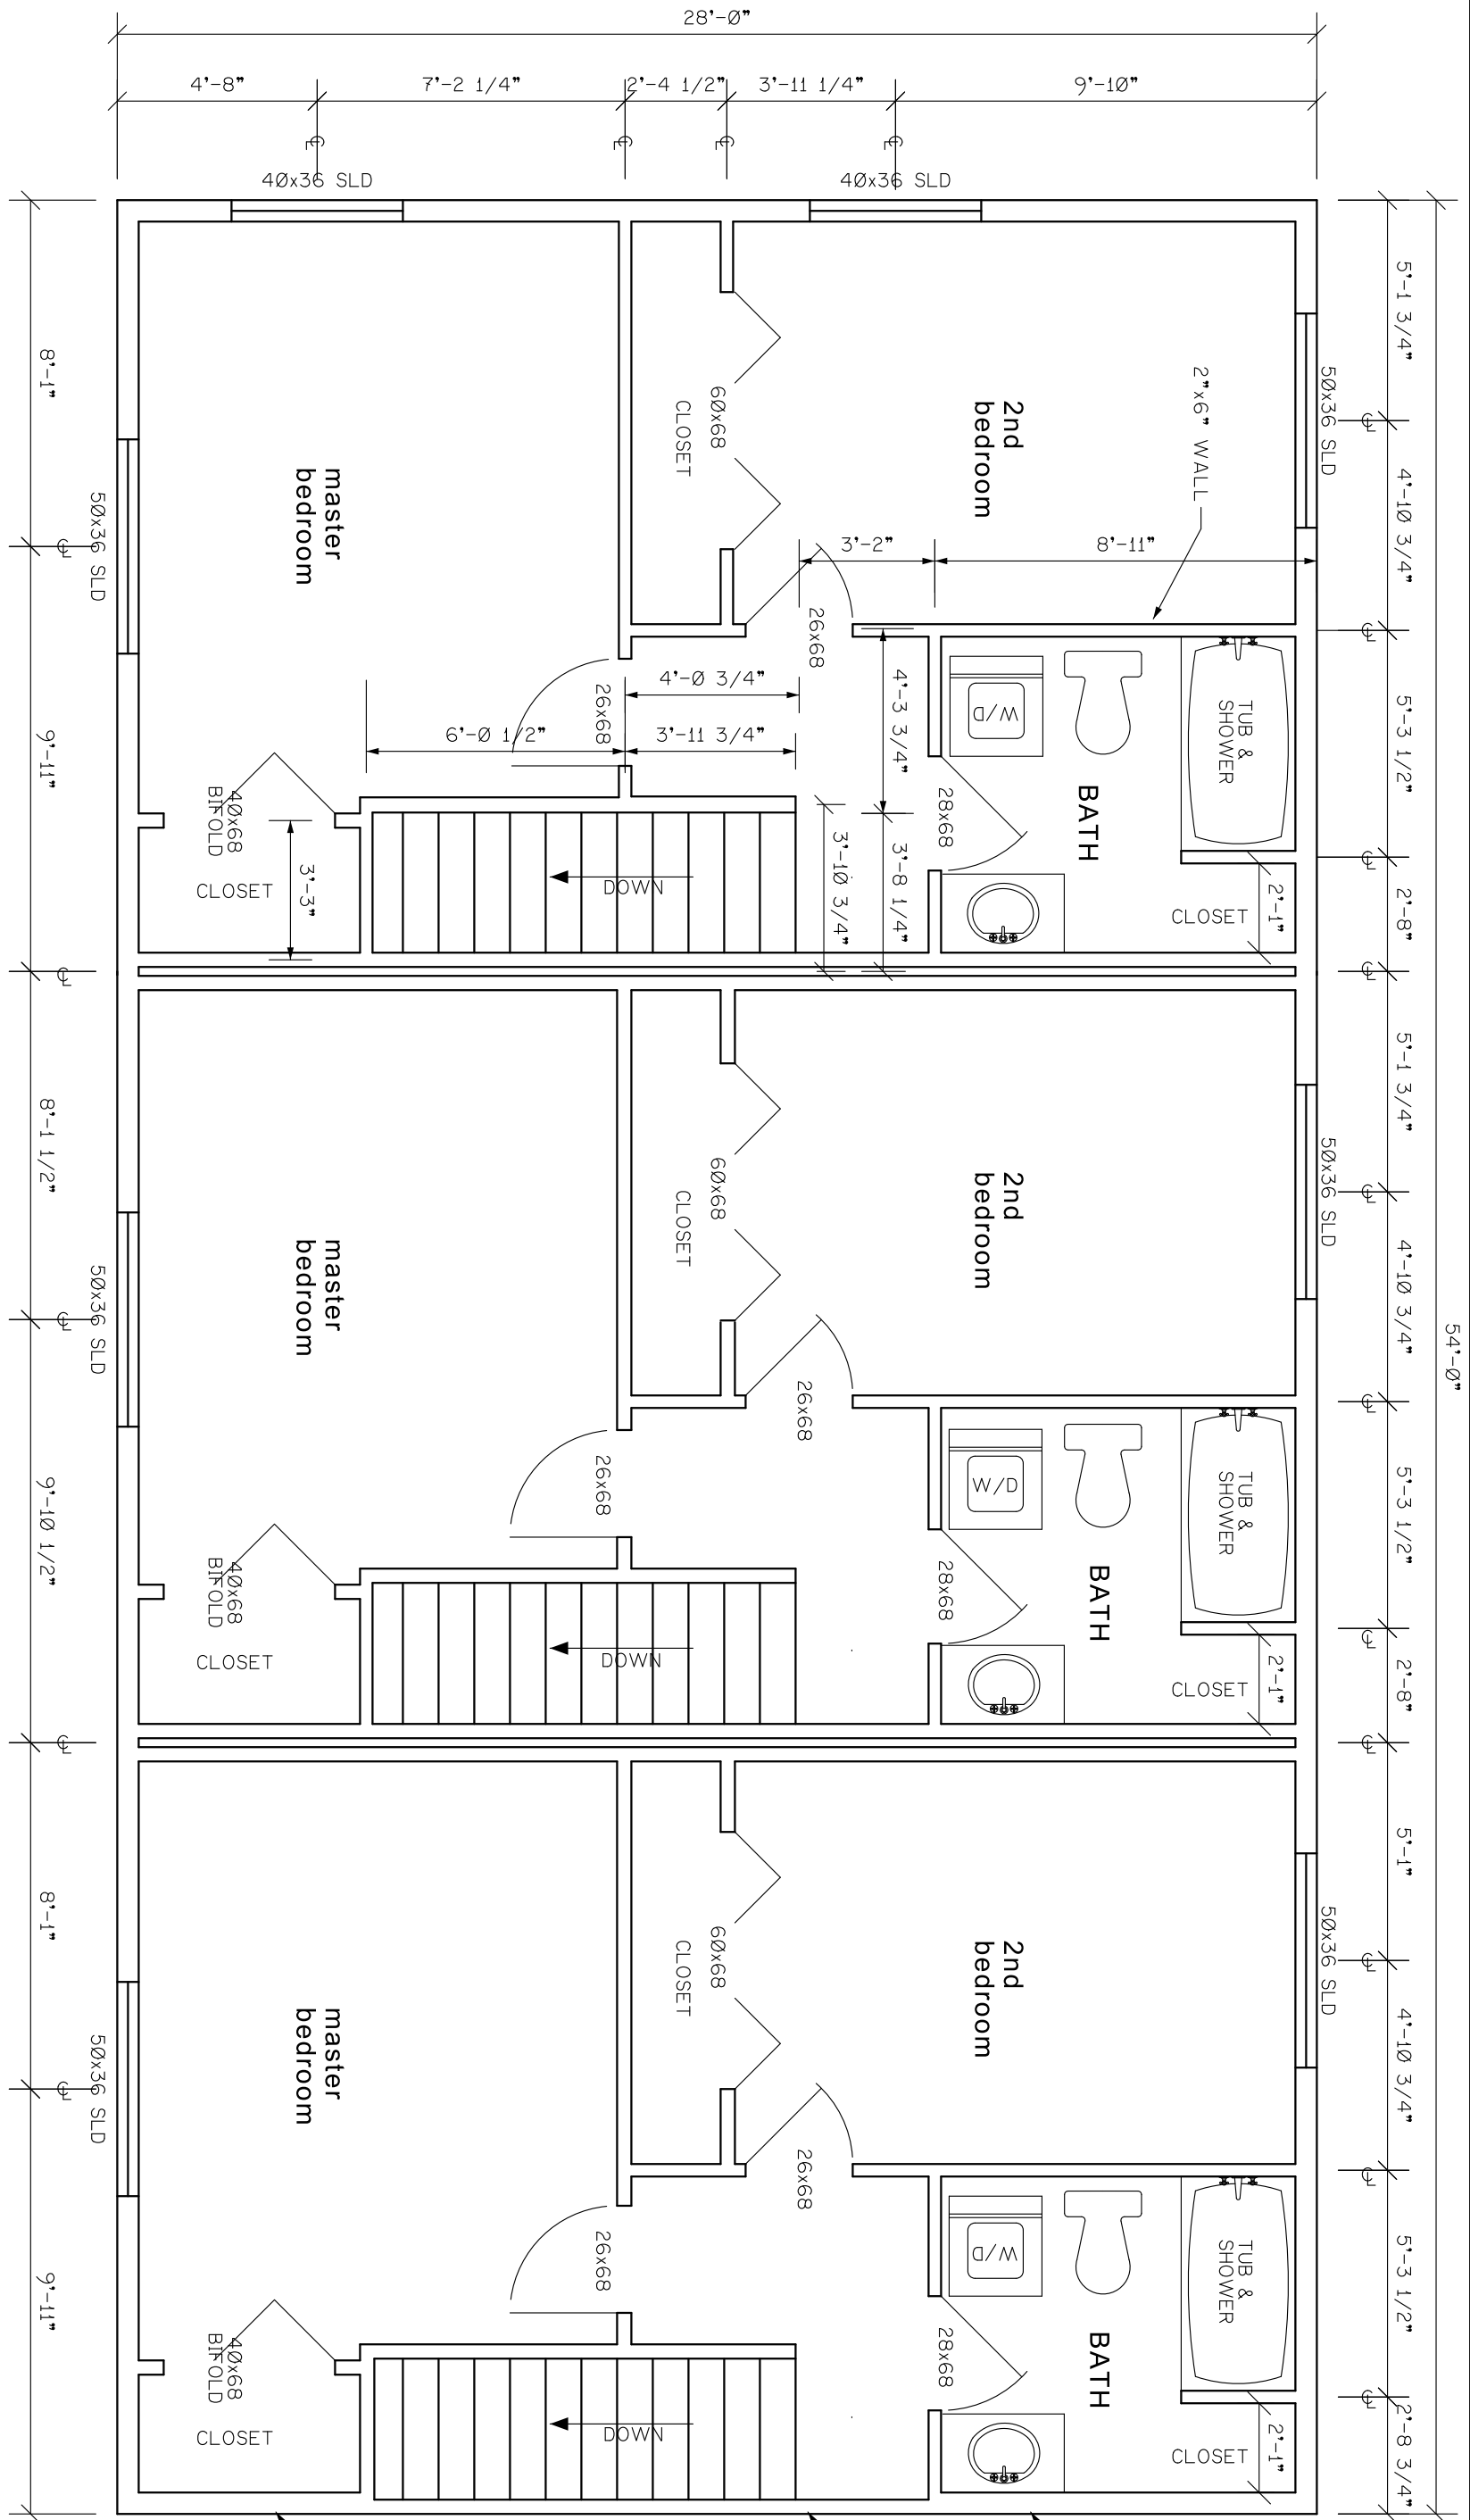 28'-0"
4'-8"
7'-2 1/4"
2'-4 1/2"
3'-11 1/4"
9'-10"
40x36 SLD
40x36 SLD
54'-0"
5'-1 3/4"
4'-10 3/4"
5'-3 1/2"
2'-8"
5'-1 3/4"
4'-10 3/4"
5'-3 1/2"
2'-8"
5'-1"
4'-10 3/4"
5'-3 1/2"
2'-8 3/4"
8'-1"
9'-11"
8'-1 1/2"
9'-10 1/2"
8'-1"
9'-11"
50x36 SLD
2"x6" WALL
2nd
bedroom
60x68
CLOSET
master
bedroom
50x36 SLD
3'-2"
8'-11"
26x68
4'-0 3/4"
26x68
6'-0 1/2"
3'-11 3/4"
4'-3 3/4"
W/D
TUB &
SHOWER
BATH
28x68
40x68
BIFOLD
CLOSET
3'-3"
DOWN
3'-10 3/4"
3'-8 1/4"
CLOSET
2'-1"
50x36 SLD
2nd
bedroom
60x68
CLOSET
master
bedroom
50x36 SLD
26x68
26x68
W/D
TUB &
SHOWER
BATH
28x68
40x68
BIFOLD
CLOSET
DOWN
CLOSET
2'-1"
50x36 SLD
2nd
bedroom
60x68
CLOSET
master
bedroom
50x36 SLD
26x68
26x68
W/D
TUB &
SHOWER
BATH
28x68
40x68
BIFOLD
CLOSET
DOWN
CLOSET
2'-1"